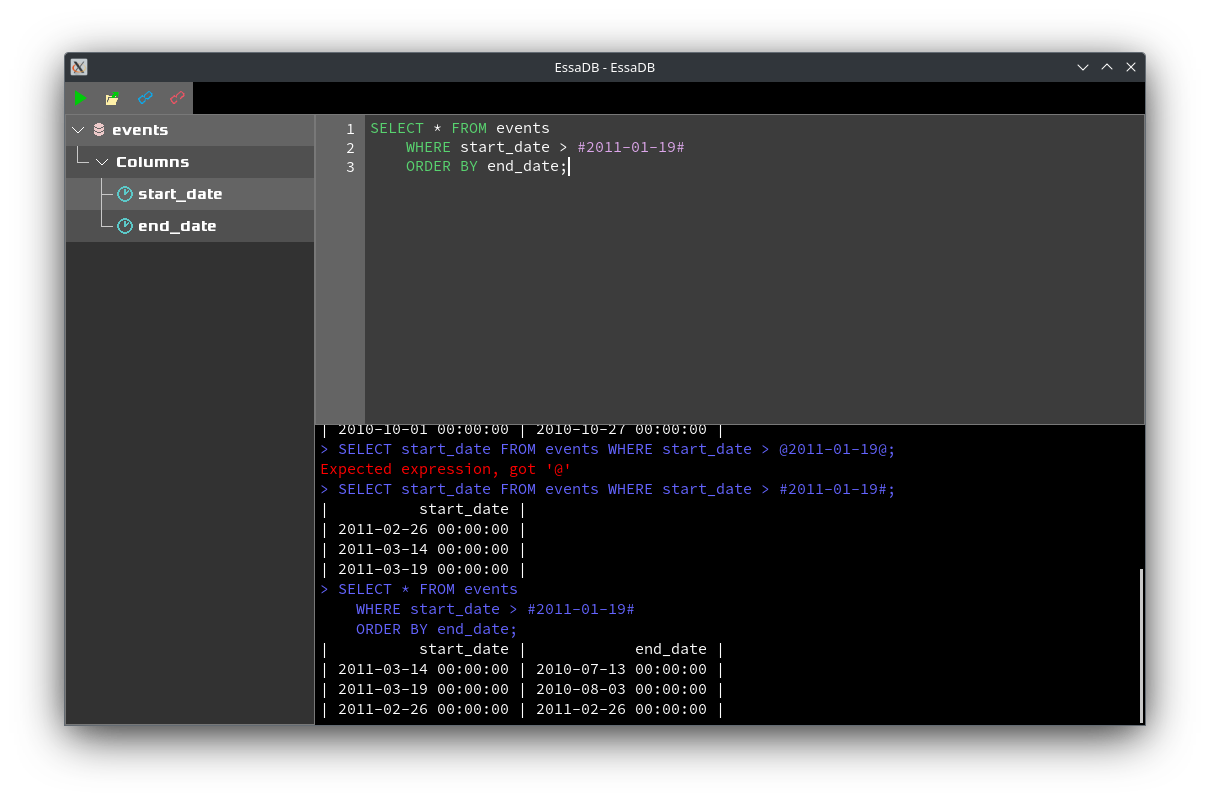 EssaDB - EssaDB
events
Columns
start_date
end_date
1 SELECT * FROM events
2     WHERE start_date > #2011-01-19#
3     ORDER BY end_date;
| 2010-10-01 00:00:00 | 2010-10-27 00:00:00 |
> SELECT start_date FROM events WHERE start_date > @2011-01-19@;
Expected expression, got '@'
> SELECT start_date FROM events WHERE start_date > #2011-01-19#;
|          start_date |
| 2011-02-26 00:00:00 |
| 2011-03-14 00:00:00 |
| 2011-03-19 00:00:00 |
> SELECT * FROM events
    WHERE start_date > #2011-01-19#
    ORDER BY end_date;
|          start_date |            end_date |
| 2011-03-14 00:00:00 | 2010-07-13 00:00:00 |
| 2011-03-19 00:00:00 | 2010-08-03 00:00:00 |
| 2011-02-26 00:00:00 | 2011-02-26 00:00:00 |